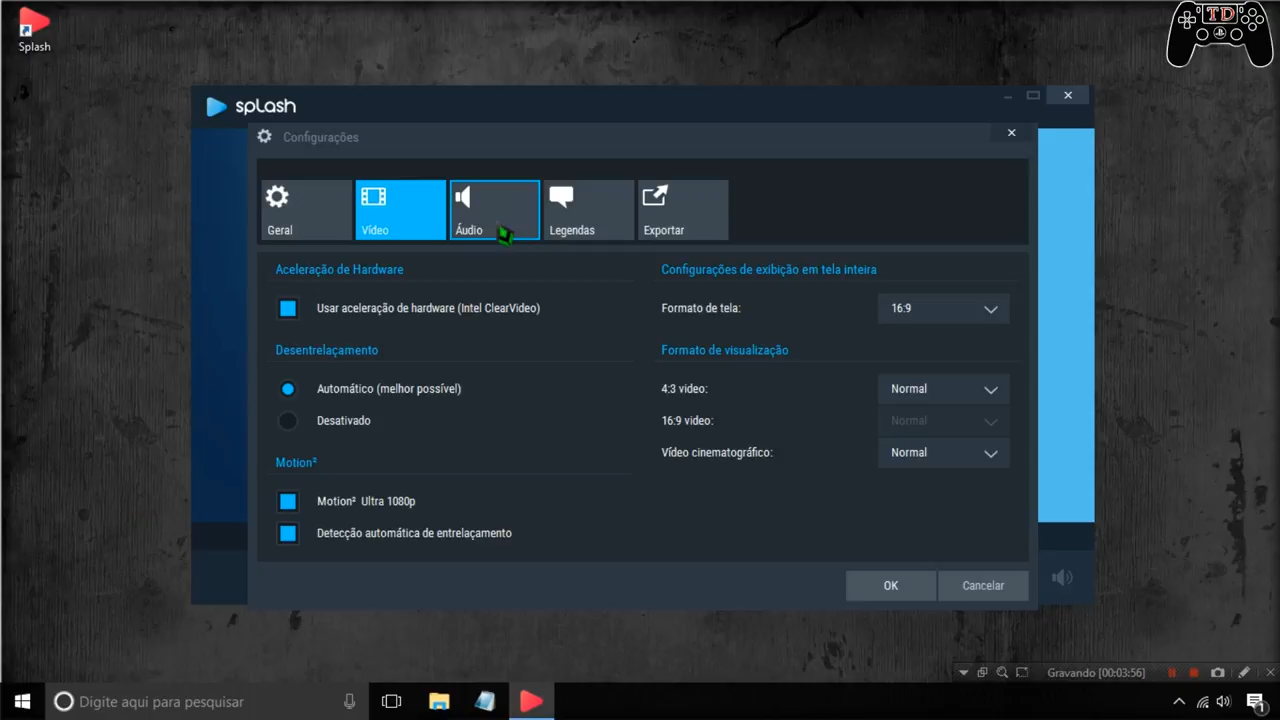 TD
Splash
splash
Configurações
Geral
Vídeo
Áudio
Legendas
Exportar
Aceleração de Hardware
Usar aceleração de hardware (Intel ClearVideo)
Desentrelaçamento
Automático (melhor possível)
Desativado
Motion²
Motion² Ultra 1080p
Detecção automática de entrelaçamento
Configurações de exibição em tela inteira
Formato de tela:
16:9
Formato de visualização
4:3 video:
Normal
16:9 video:
Normal
Vídeo cinematográfico:
Normal
OK
Cancelar
Gravando [00:03:56]
Digite aqui para pesquisar
1